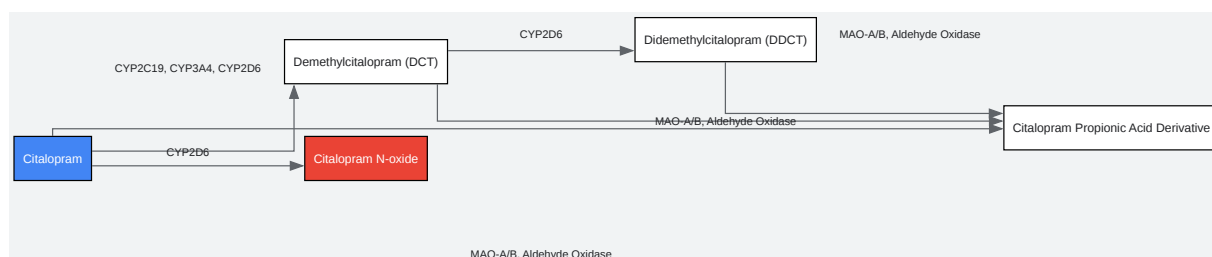 CYP2D6
MAO-A/B, Aldehyde Oxidase
Didemethylcitalopram (DDCT)
Demethylcitalopram (DCT)
CYP2C19, CYP3A4, CYP2D6
MAO-A/B, Aldehyde Oxidase
Citalopram Propionic Acid Derivative
CYP2D6
Citalopram
Citalopram N-oxide
MAO-A/B, Aldehyde Oxidase